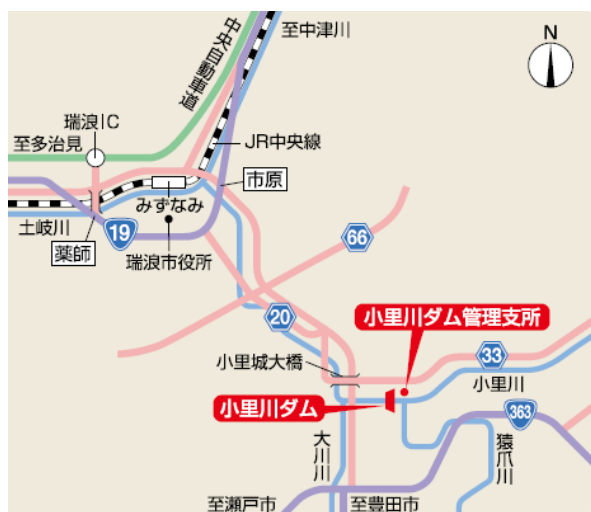 至中津川
N
中央自動車道
瑞浪IC
至多治見
JR中央線
市原
みずなみ
土岐川
19
薬師
瑞浪市役所
66
20
小里川ダム管理支所
小里城大橋
33
小里川
小里川ダム
363
大川川
猿爪川
至瀬戸市
至豊田市